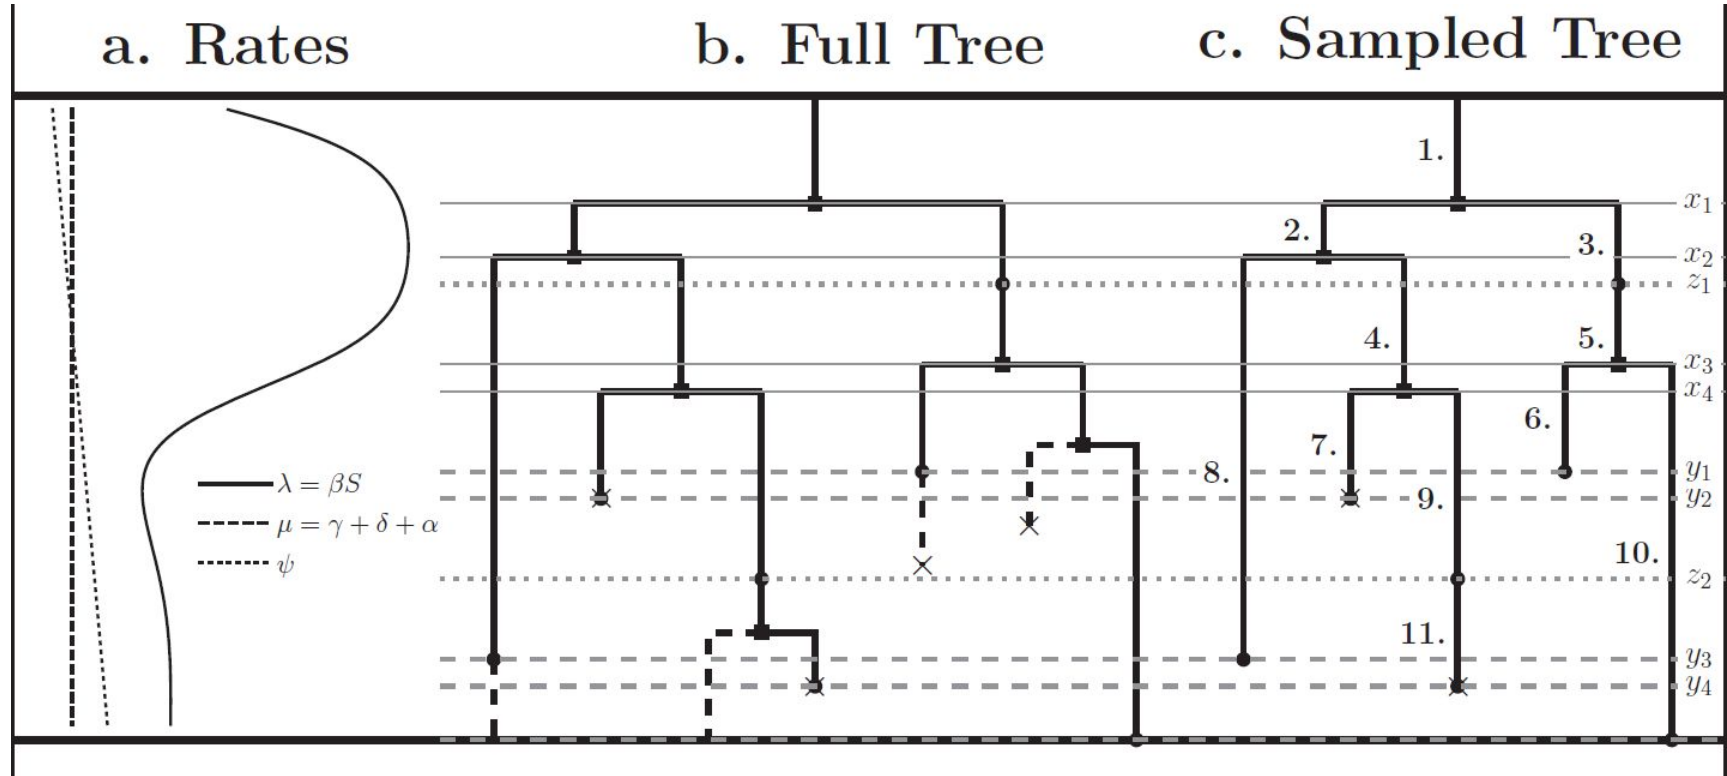 a. Rates
b. Full Tree
c. Sampled Tree
λ = βS
μ = γ + δ + α
ψ
1.
2.
3.
4.
5.
6.
7.
8.
9.
10.
11.
x₁
x₂
z₁
x₃
x₄
y₁
y₂
z₂
y₃
y₄